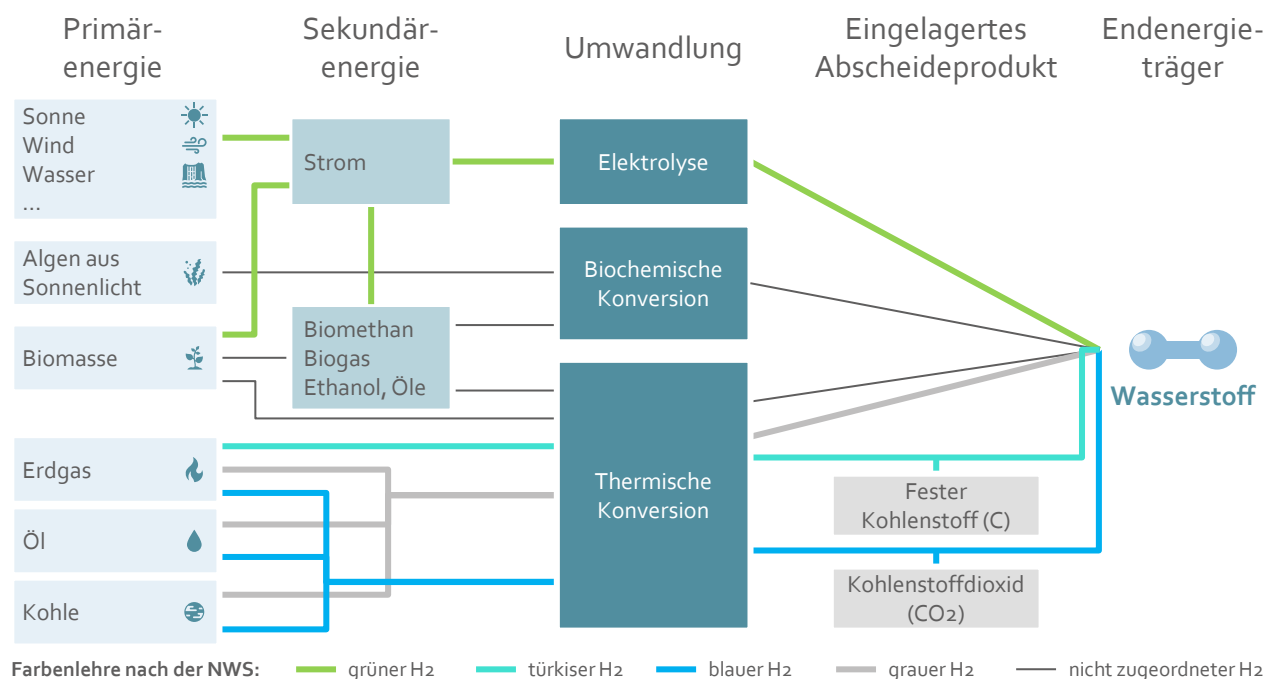 Primär-
energie
Sekundär-
energie
Umwandlung
Eingelagertes
Abscheideprodukt
Endenergie-
träger
Sonne
Wind
Wasser
...
Strom
Elektrolyse
Algen aus
Sonnenlicht
Biochemische
Konversion
Biomasse
Biomethan
Biogas
Ethanol, Öle
Wasserstoff
Erdgas
Öl
Kohle
Thermische
Konversion
Fester
Kohlenstoff (C)
Kohlenstoffdioxid
(CO2)
Farbenlehre nach der NWS:
grüner H2
türkiser H2
blauer H2
grauer H2
nicht zugeordneter H2